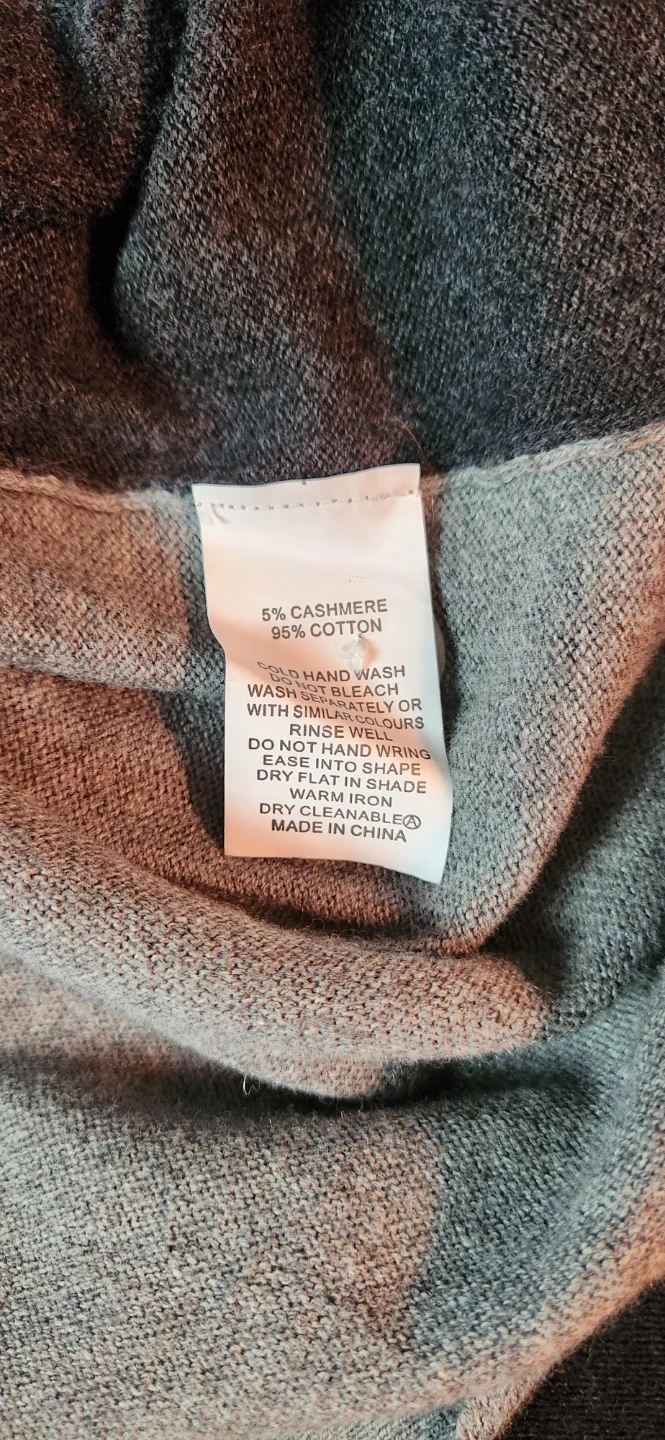 5% CASHMERE
95% COTTON
COLD HAND WASH
DO NOT BLEACH
WASH SEPARATELY OR
WITH SIMILAR COLOURS
RINSE WELL
DO NOT HAND WRING
EASE INTO SHAPE
DRY FLAT IN SHADE
WARM IRON
DRY CLEANABLEⒶ
MADE IN CHINA